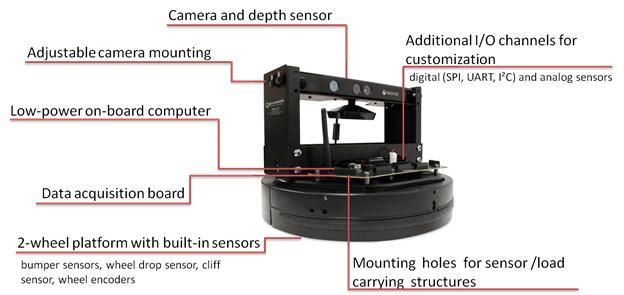 Camera and depth sensor
Adjustable camera mounting
Additional I/O channels for
customization
digital (SPI, UART, I²C) and analog sensors
Low-power on-board computer
Data acquisition board
2-wheel platform with built-in sensors
bumper sensors, wheel drop sensor, cliff
sensor, wheel encoders
Mounting holes for sensor /load
carrying structures